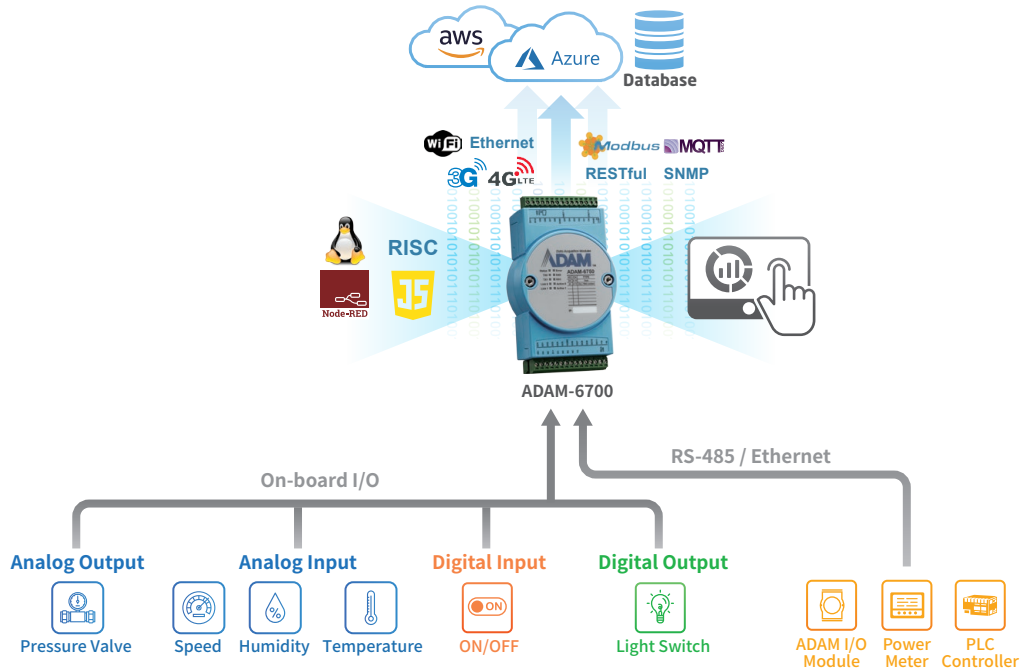 aws
Azure
Database
WiFi Ethernet
Modbus MQTT
3G 4G LTE
RESTful SNMP
RISC
Node-RED
JS
ADAM
ADAM-6700
ADAM-6700
RS-485 / Ethernet
On-board I/O
Analog Output
Analog Input
Digital Input
Digital Output
%
ON
Pressure Valve
Speed
Humidity
Temperature
ON/OFF
Light Switch
ADAM I/O
Module
Power
Meter
PLC
Controller